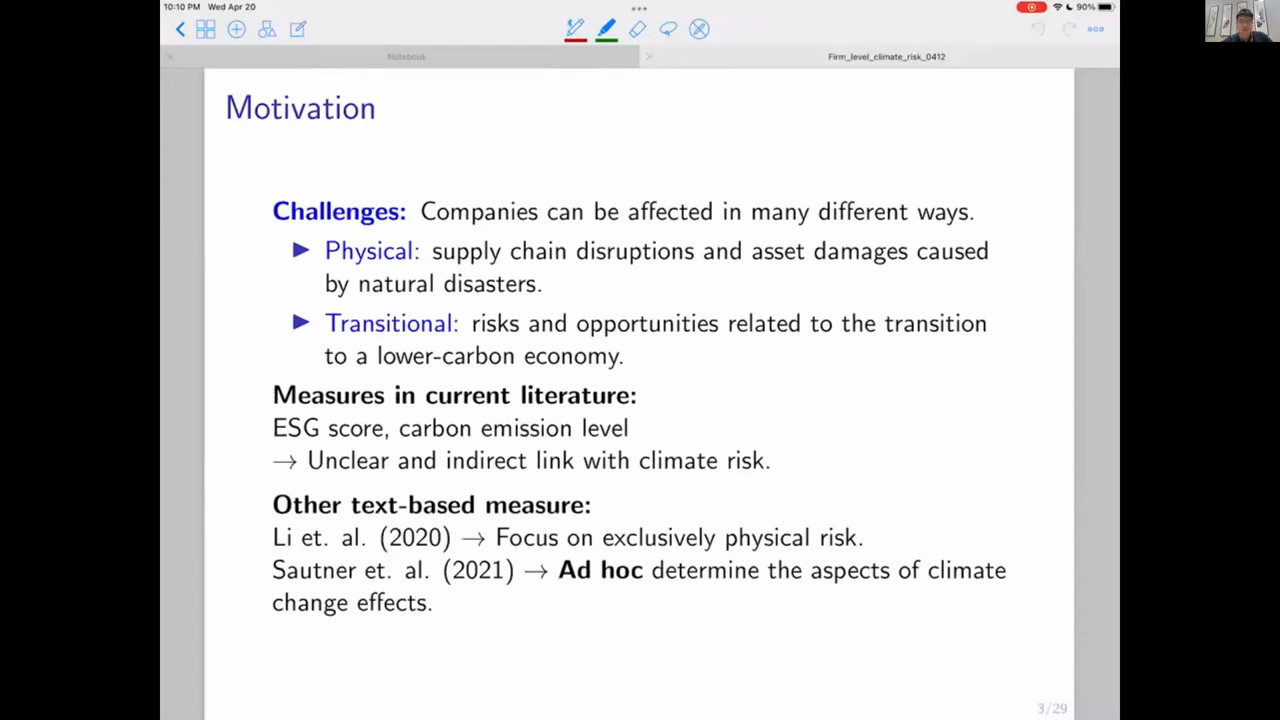 10:10 PM Wed Apr 20
90%
Notebook
Firm_level_climate_risk_0412
Motivation
Challenges: Companies can be affected in many different ways.
Physical: supply chain disruptions and asset damages caused
by natural disasters.
Transitional: risks and opportunities related to the transition
to a lower-carbon economy.
Measures in current literature:
ESG score, carbon emission level
→ Unclear and indirect link with climate risk.
Other text-based measure:
Li et. al. (2020) → Focus on exclusively physical risk.
Sautner et. al. (2021) → Ad hoc determine the aspects of climate
change effects.
3/29